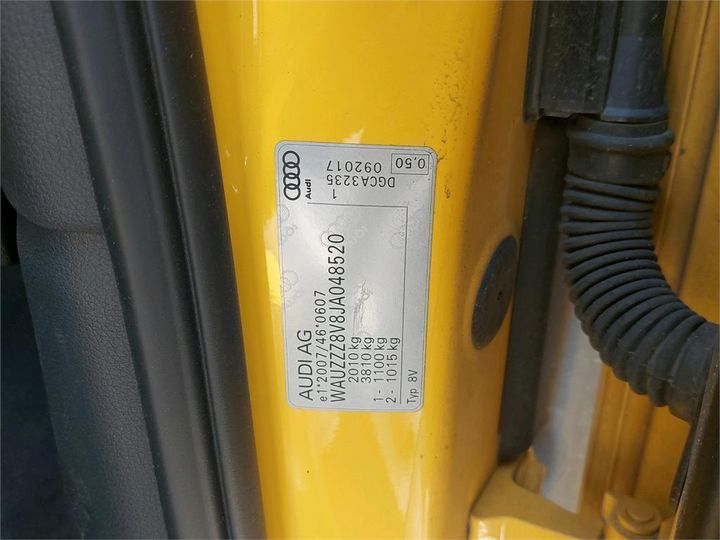 AUDI AG
e1*2007/46*0607
WAUZZZ8V8JA048520
2010 kg
3810 kg
1- 1100 kg
2- 1015 kg
Typ 8V
Audi
1
DGCA3235
092017
0,50